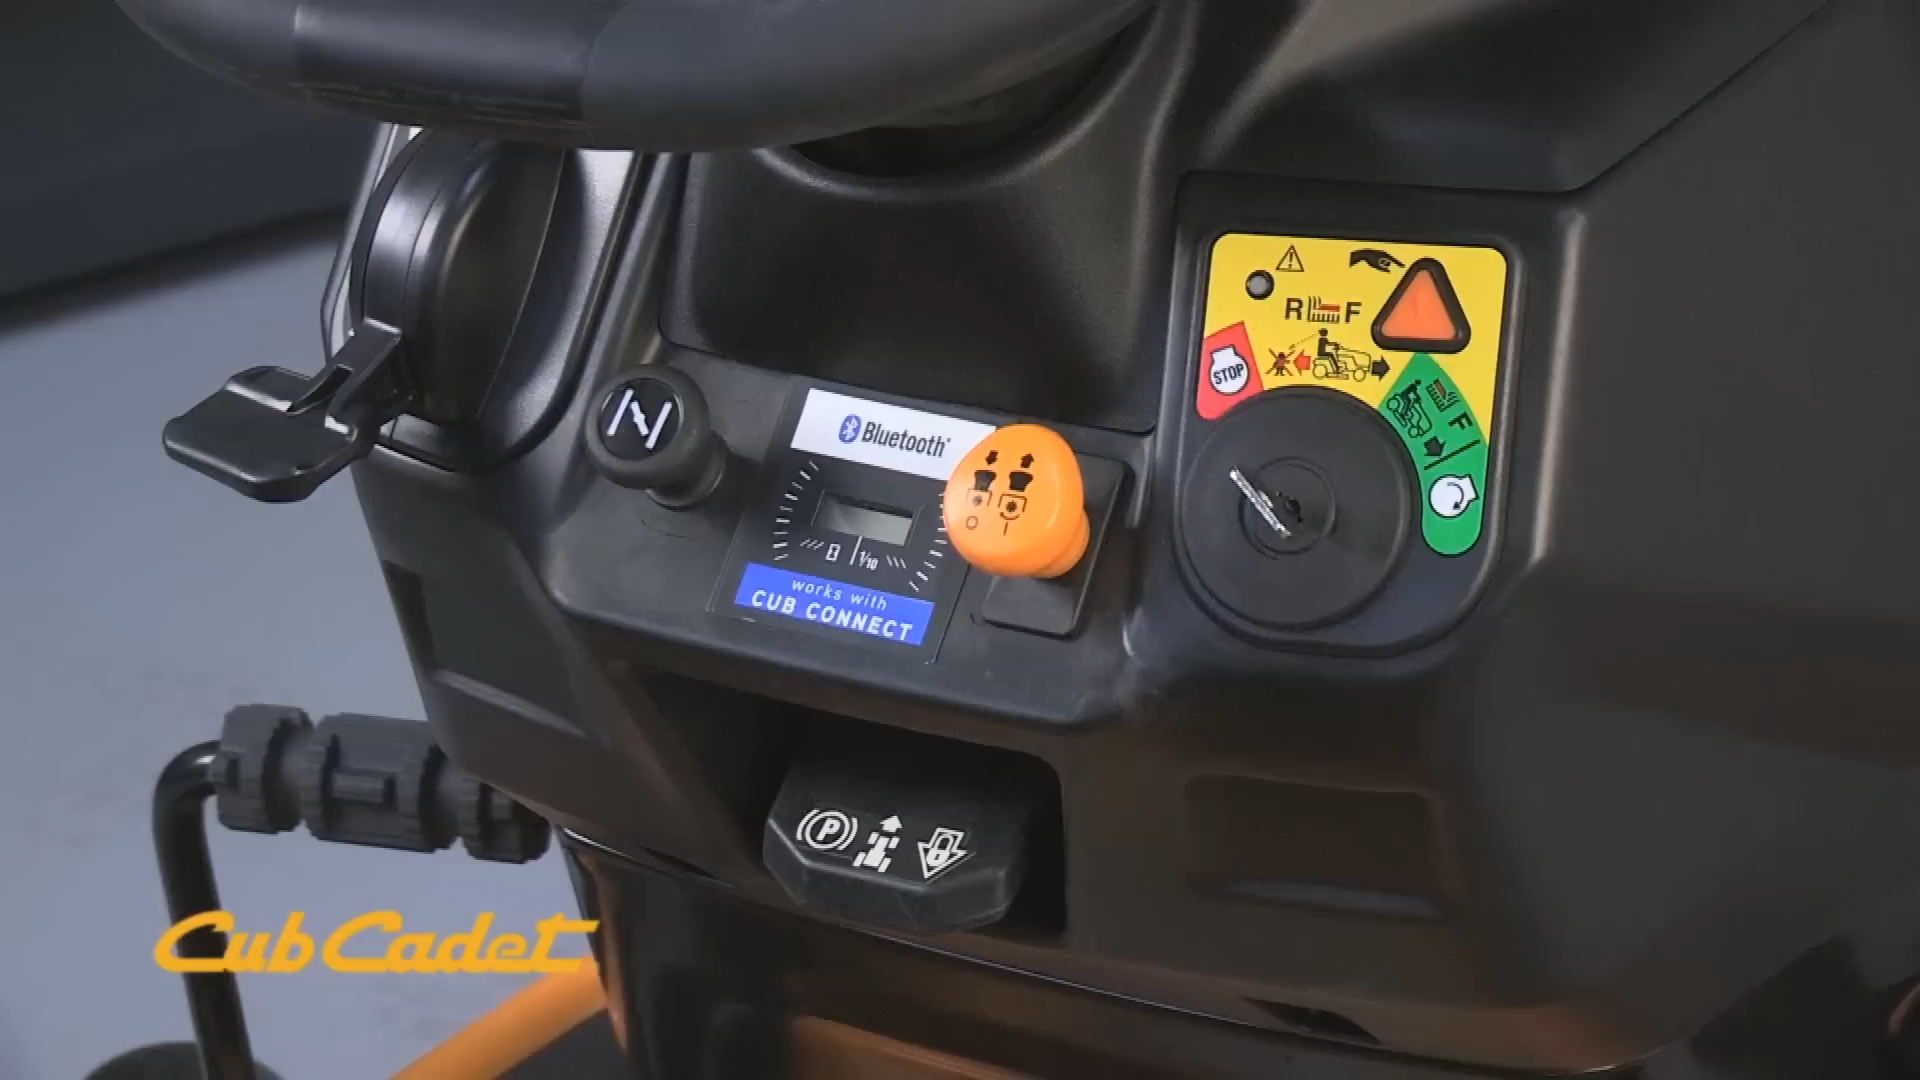 R F
STOP
F
Bluetooth
1/10
works with
CUB CONNECT
P
Cub Cadet